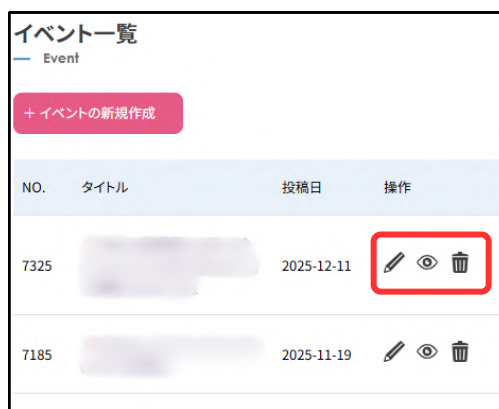 イベント一覧
Event
+ イベントの新規作成
NO. タイトル 投稿日 操作
7325 2025-12-11
7185 2025-11-19